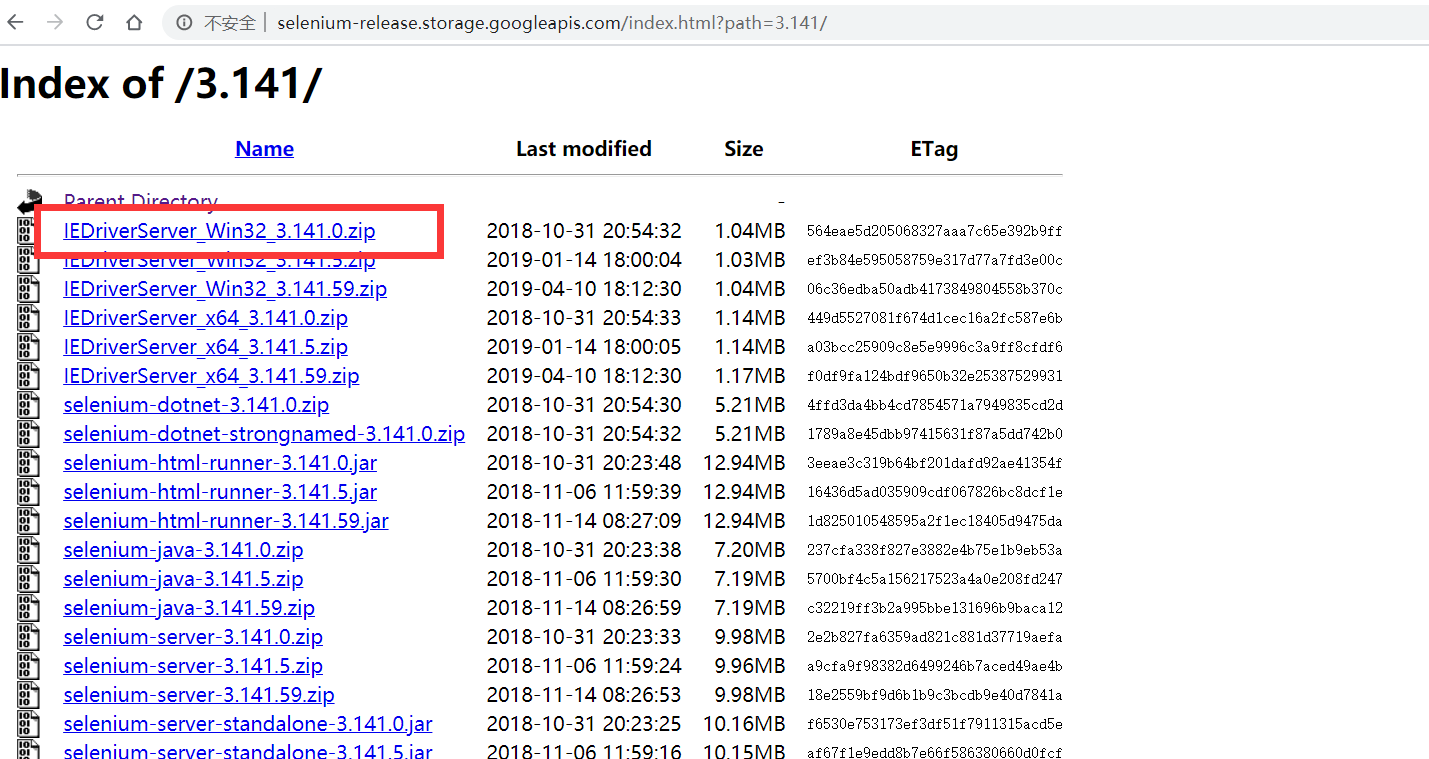 不安全 selenium-release.storage.googleapis.com/index.html?path=3.141/
Index of /3.141/
Name Last modified Size ETag
Parent Directory -
IEDriverServer_Win32_3.141.0.zip 2018-10-31 20:54:32 1.04MB 564eae5d205068327aaa7c65e392b9ff
IEDriverServer_Win32_3.141.5.zip 2019-01-14 18:00:04 1.03MB ef3b84e595058759e317d77a7fd3e00c
IEDriverServer_Win32_3.141.59.zip 2019-04-10 18:12:30 1.04MB 06c36edba50adb4173849804558b370c
IEDriverServer_x64_3.141.0.zip 2018-10-31 20:54:33 1.14MB 449d5527081f674d1cec16a2fc587e6b
IEDriverServer_x64_3.141.5.zip 2019-01-14 18:00:05 1.14MB a03bcc25909c8e5e9996c3a9ff8cfdf6
IEDriverServer_x64_3.141.59.zip 2019-04-10 18:12:30 1.17MB f0df9fa124bdf9650b32e25387529931
selenium-dotnet-3.141.0.zip 2018-10-31 20:54:30 5.21MB 4ffd3da4bb4cd7854571a7949835cd2d
selenium-dotnet-strongnamed-3.141.0.zip 2018-10-31 20:54:32 5.21MB 1789a8e45dbb97415631f87a5dd742b0
selenium-html-runner-3.141.0.jar 2018-10-31 20:23:48 12.94MB 3eeae3c319b64bf201dafd92ae41354f
selenium-html-runner-3.141.5.jar 2018-11-06 11:59:39 12.94MB 16436d5ad035909cdf067826bc8dcf1e
selenium-html-runner-3.141.59.jar 2018-11-14 08:27:09 12.94MB 1d825010548595a2f1ec18405d9475da
selenium-java-3.141.0.zip 2018-10-31 20:23:38 7.20MB 237cfa338f827e3882e4b75e1b9eb53a
selenium-java-3.141.5.zip 2018-11-06 11:59:30 7.19MB 5700bf4c5a156217523a4a0e208fd247
selenium-java-3.141.59.zip 2018-11-14 08:26:59 7.19MB c32219ff3b2a995bbe131696b9baca12
selenium-server-3.141.0.zip 2018-10-31 20:23:33 9.98MB 2e2b827fa6359ad821c881d37719aefa
selenium-server-3.141.5.zip 2018-11-06 11:59:24 9.96MB a9cfa9f98382d6499246b7aced49ae4b
selenium-server-3.141.59.zip 2018-11-14 08:26:53 9.98MB 18e2559bf9d6b1b9c3bcdb9e40d7841a
selenium-server-standalone-3.141.0.jar 2018-10-31 20:23:25 10.16MB f6530e753173ef3df51f7911315acd5e
selenium-server-standalone-3.141.5.jar 2018-11-06 11:59:16 10.15MB af67f1e9edd8b7e66f586380660d0fcf